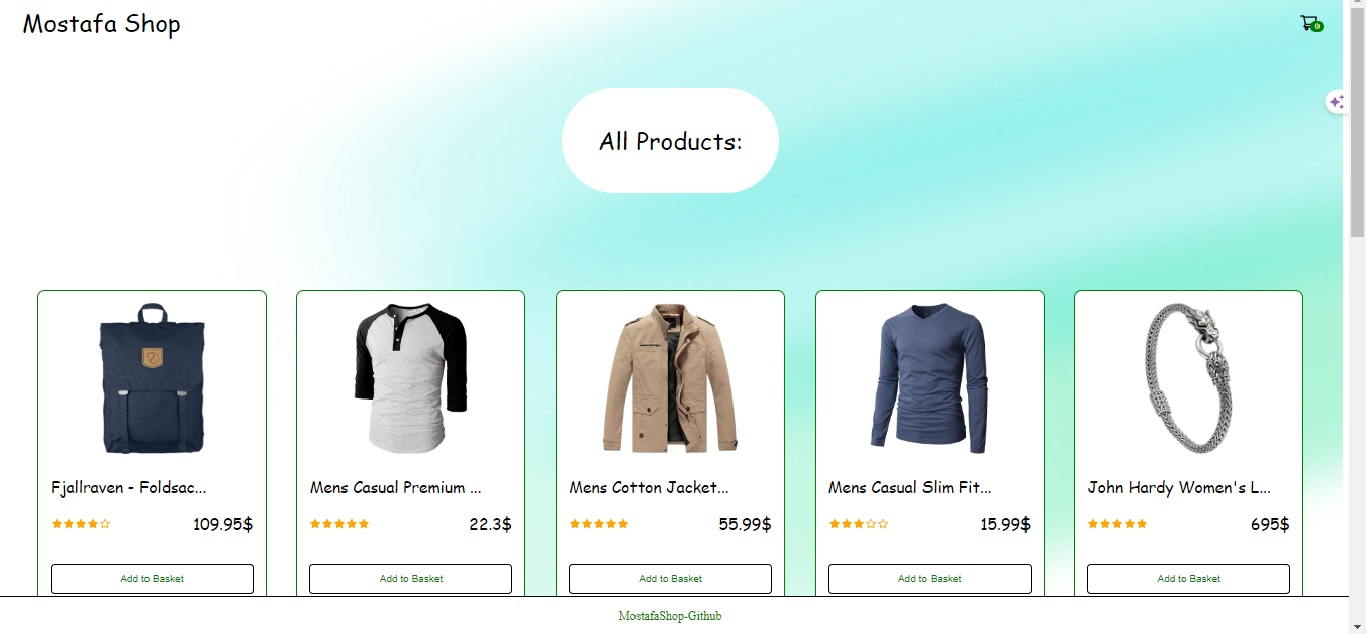 Mostafa Shop
0
All Products:
Fjallraven - Foldsac...
109.95$
Add to Basket
Mens Casual Premium ...
22.3$
Add to Basket
Mens Cotton Jacket...
55.99$
Add to Basket
Mens Casual Slim Fit...
15.99$
Add to Basket
John Hardy Women's L...
695$
Add to Basket
MostafaShop-Github